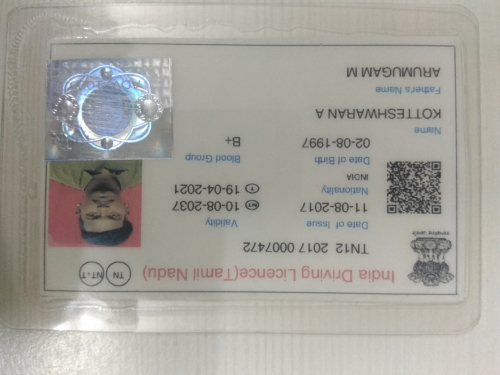 India Driving Licence(Tamil Nadu)
TN
NT+T
TN12 2017 0007472
Date of Issue
Validity
11-08-2017
NT 10-08-2037
Nationality
T 19-04-2021
INDIA
Date of Birth
Blood Group
02-08-1997
B+
Name
KOTTESHWARAN A
Father's Name
ARUMUGAM M